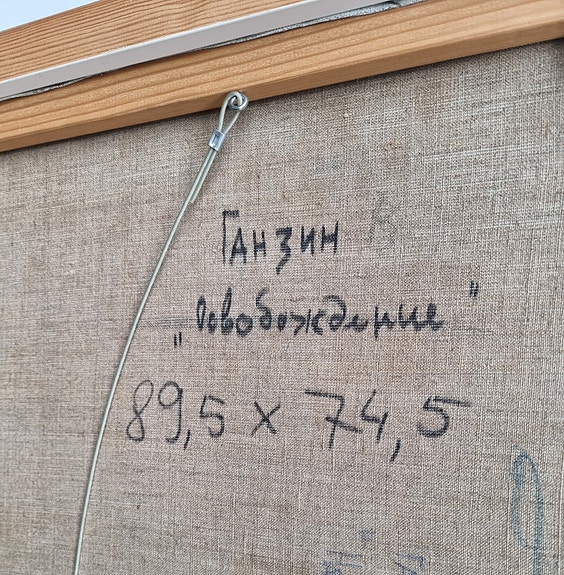 Ганзин
„Освобождение"
89,5 x 74,5